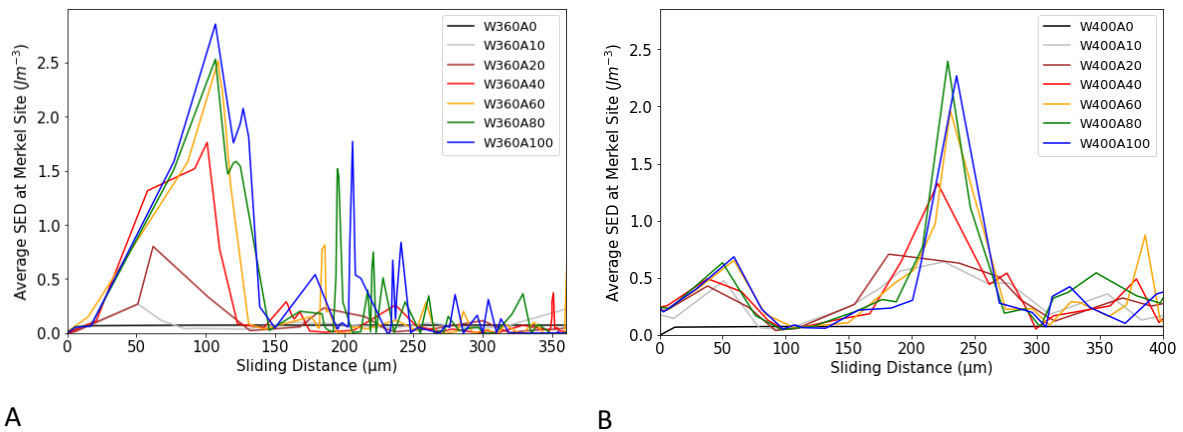 W360A0
W360A10
W360A20
W360A40
W360A60
W360A80
W360A100
Average SED at Merkel Site (Jm⁻³)
2.5
2.0
1.5
1.0
0.5
0.0
0 50 100 150 200 250 300 350
Sliding Distance (μm)
A
W400A0
W400A10
W400A20
W400A40
W400A60
W400A80
W400A100
Average SED at Merkel Site (Jm⁻³)
2.5
2.0
1.5
1.0
0.5
0.0
0 50 100 150 200 250 300 350 400
Sliding Distance (μm)
B